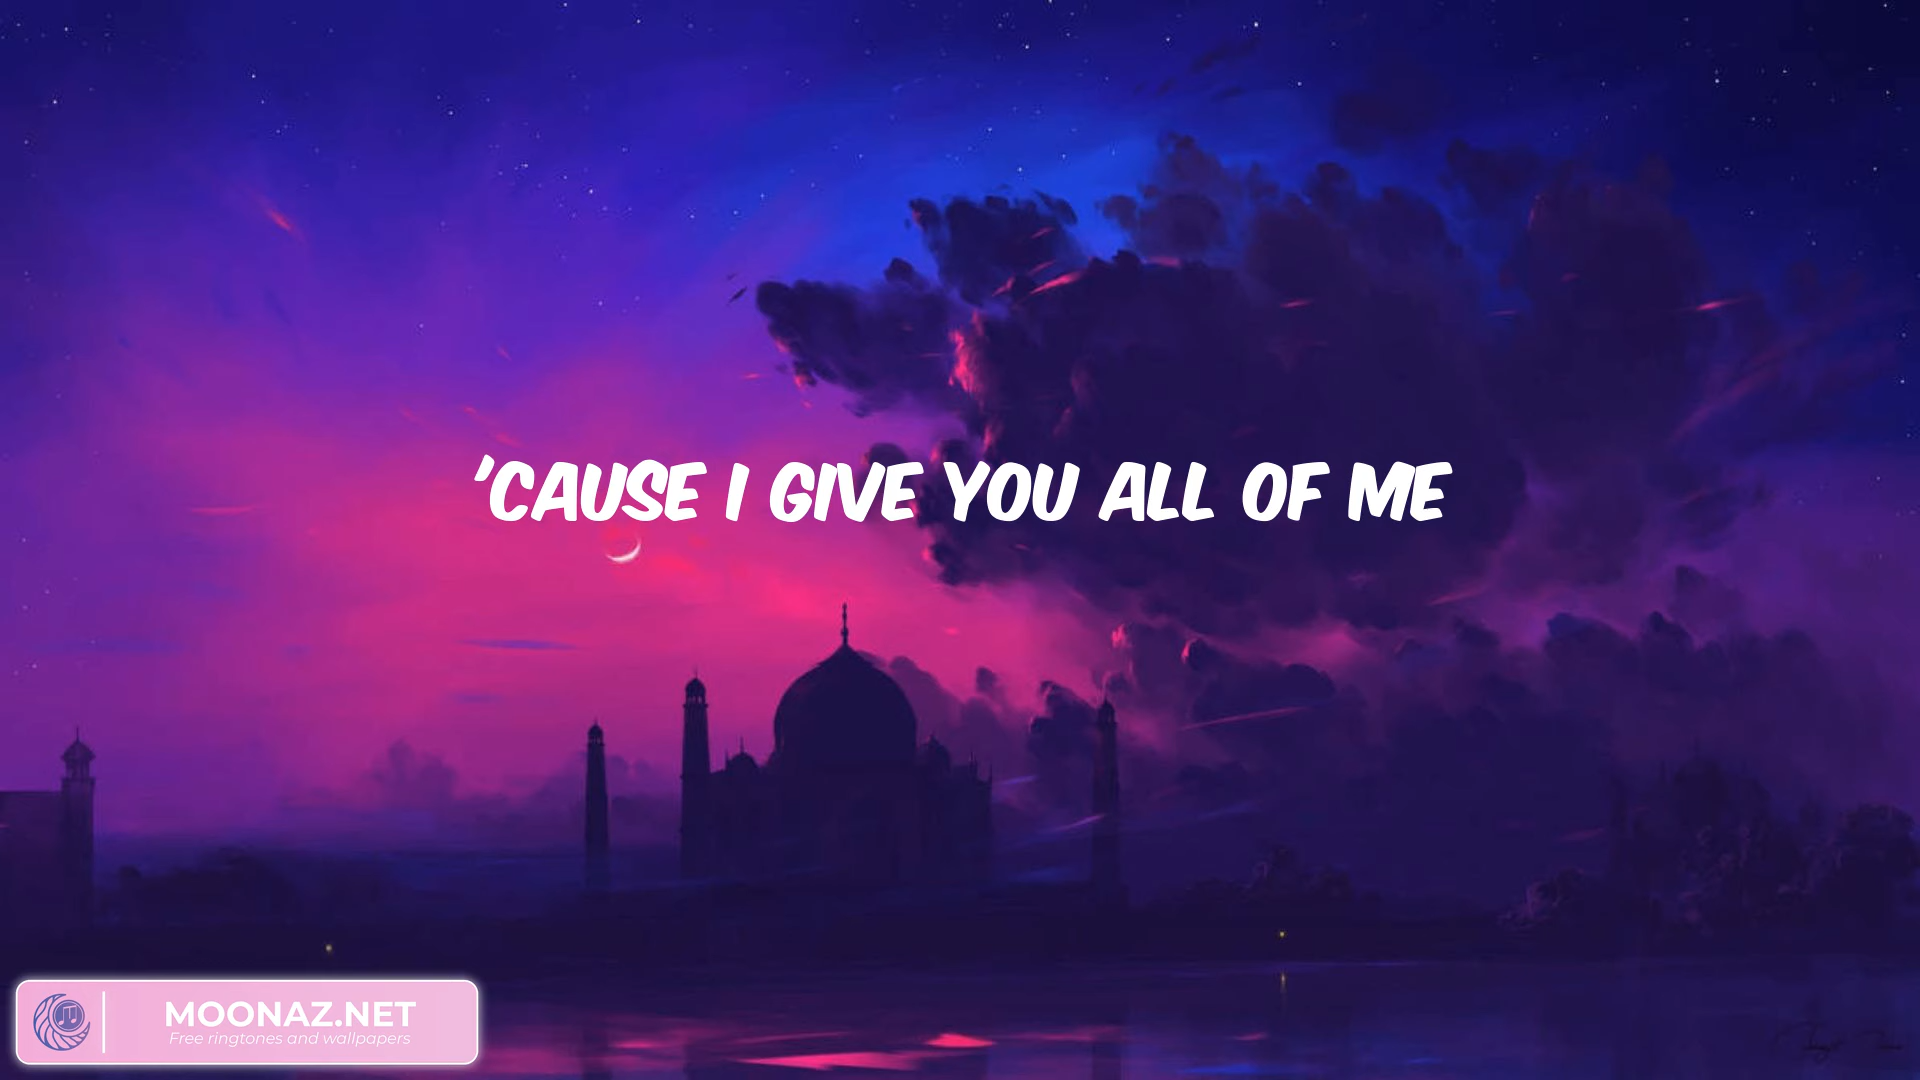 'CAUSE I GIVE YOU ALL OF ME
MOONAZ.NET
Free ringtones and wallpapers